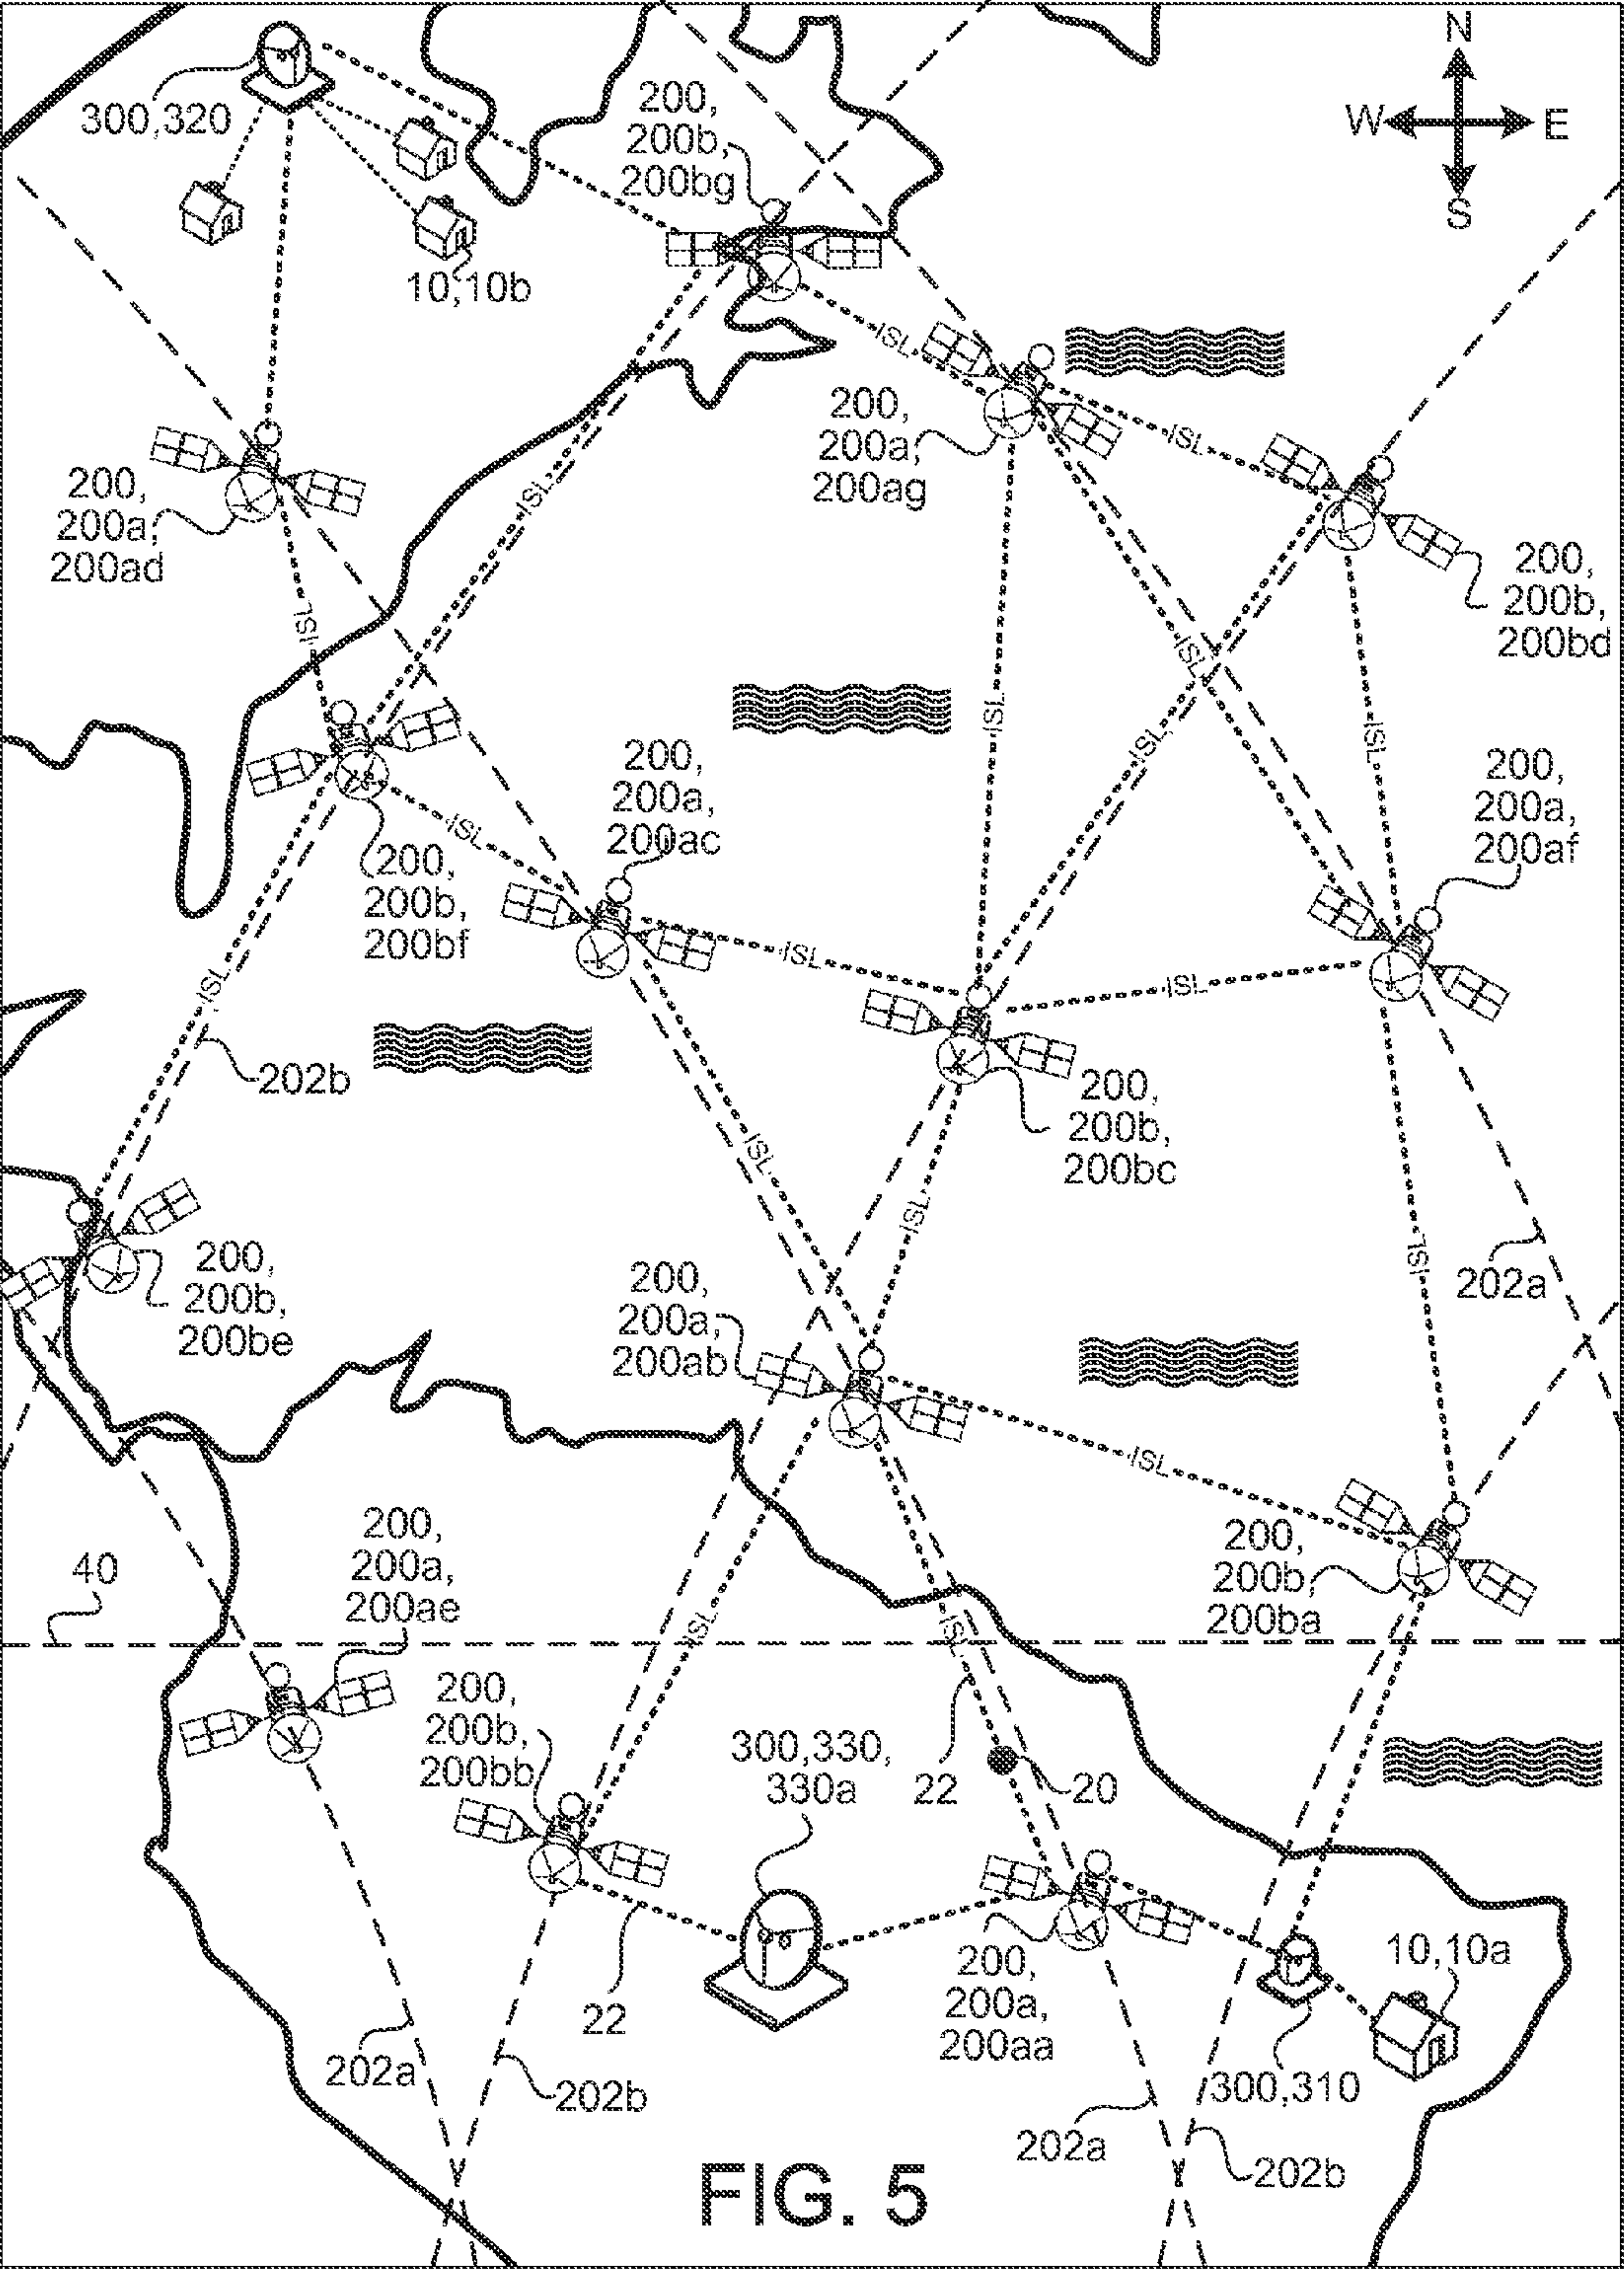 N
W E
S
300,320
200,
200b,
200bg
10,10b
ISL
200,
200a,
200ag
ISL
200,
200a,
200ad
ISL
200,
200b,
200bd
ISL
ISL
ISL
ISL
ISL
200,
200a,
200ac
200,
200a,
200af
ISL
200,
200b,
200bf
ISL
ISL
ISL
202b
200,
200b,
200bc
ISL
ISL
ISL
202a
200,
200b,
200be
200,
200a,
200ab
ISL
200,
200a,
200ae
40
200,
200b,
200ba
ISL
ISL
200,
200b,
200bb
300,330,
330a
22
20
22
200,
200a,
200aa
10,10a
202a
202b
300,310
202a
202b
FIG. 5